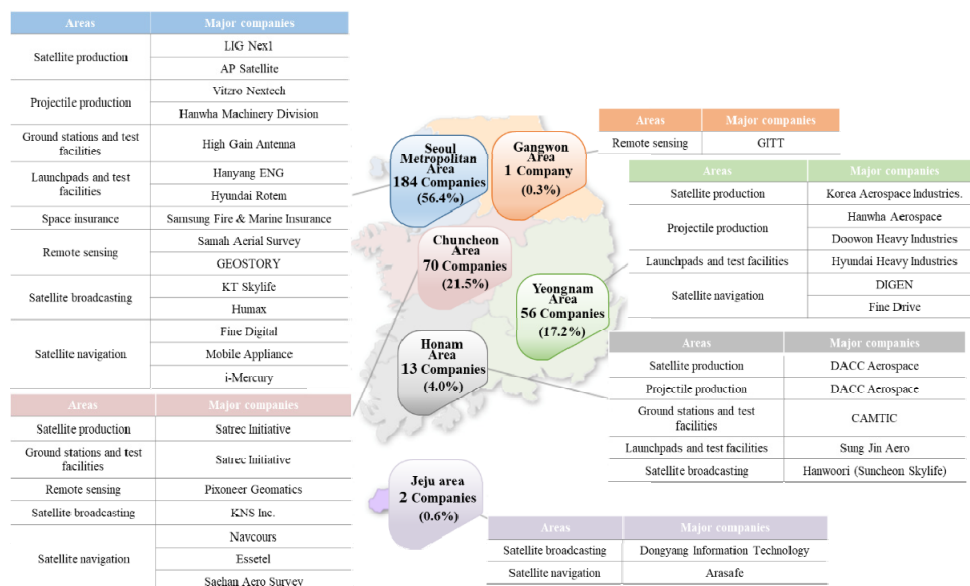 Areas Major companies
Satellite production
LIG Nex1
AP Satellite
Projectile production
Vitzro Nextech
Hanwha Machinery Division
Ground stations and test
facilities
High Gain Antenna
Launchpads and test
facilities
Hanyang ENG
Hyundai Rotem
Space insurance Samsung Fire & Marine Insurance
Remote sensing
Samah Aerial Survey
GEOSTORY
Satellite broadcasting
KT Skylife
Humax
Satellite navigation
Fine Digital
Mobile Appliance
i-Mercury
Areas Major companies
Satellite production Satrec Initiative
Ground stations and test
facilities
Satrec Initiative
Remote sensing Pixoneer Geomatics
Satellite broadcasting KNS Inc.
Satellite navigation
Navcours
Essetel
Saehan Aero Survey
Seoul
Metropolitan
Area
184 Companies
(56.4%)
Gangwon
Area
1 Company
(0.3%)
Chuncheon
Area
70 Companies
(21.5%)
Yeongnam
Area
56 Companies
(17.2%)
Honam
Area
13 Companies
(4.0%)
Jeju area
2 Companies
(0.6%)
Areas Major companies
Remote sensing GITT
Areas Major companies
Satellite production Korea Aerospace Industries.
Projectile production
Hanwha Aerospace
Doowon Heavy Industries
Launchpads and test facilities Hyundai Heavy Industries
Satellite navigation
DIGEN
Fine Drive
Areas Major companies
Satellite production DACC Aerospace
Projectile production DACC Aerospace
Ground stations and test
facilities
CAMTIC
Launchpads and test facilities Sung Jin Aero
Satellite broadcasting Hanwoori (Suncheon Skylife)
Areas Major companies
Satellite broadcasting Dongyang Information Technology
Satellite navigation Arasafe